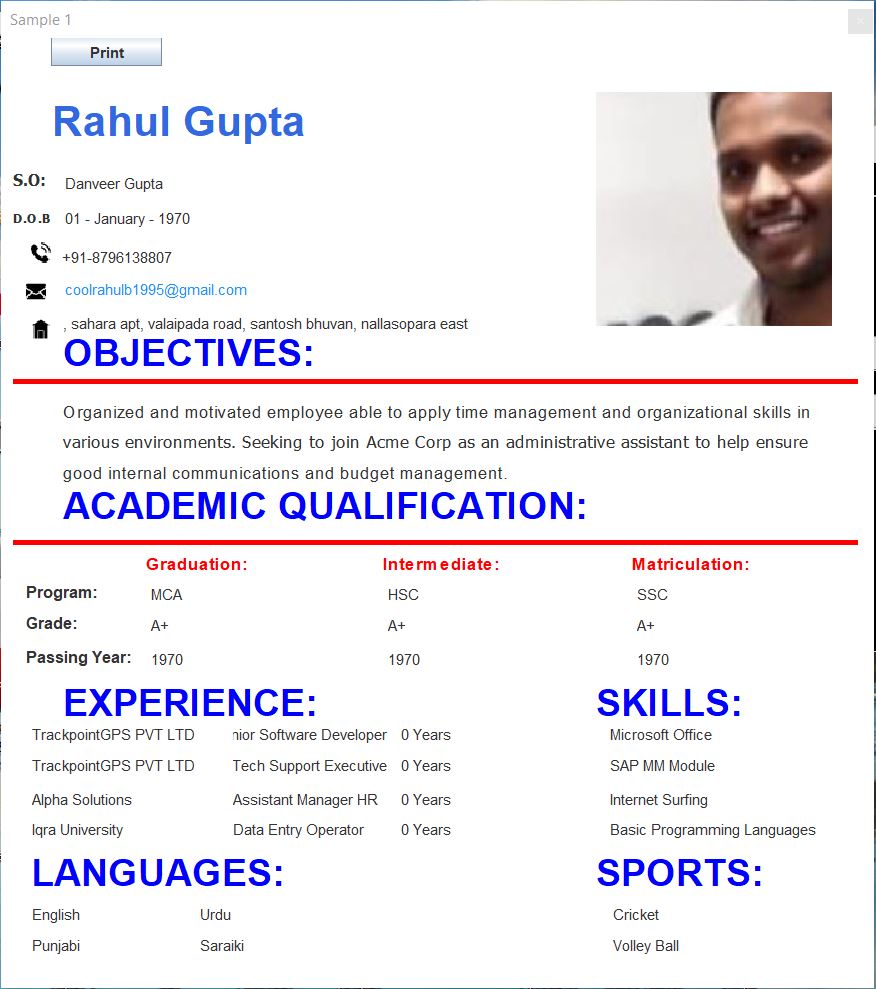 Sample 1
Print
Rahul Gupta
S.O: Danveer Gupta
D.O.B 01 - January - 1970
+91-8796138807
coolrahulb1995@gmail.com
, sahara apt, valaipada road, santosh bhuvan, nallasopara east
OBJECTIVES:
Organized and motivated employee able to apply time management and organizational skills in
various environments. Seeking to join Acme Corp as an administrative assistant to help ensure
good internal communications and budget management.
ACADEMIC QUALIFICATION:
Graduation: Intermediate: Matriculation:
Program: MCA HSC SSC
Grade: A+ A+ A+
Passing Year: 1970 1970 1970
EXPERIENCE: SKILLS:
TrackpointGPS PVT LTD nior Software Developer 0 Years Microsoft Office
TrackpointGPS PVT LTD Tech Support Executive 0 Years SAP MM Module
Alpha Solutions Assistant Manager HR 0 Years Internet Surfing
Iqra University Data Entry Operator 0 Years Basic Programming Languages
LANGUAGES: SPORTS:
English Urdu Cricket
Punjabi Saraiki Volley Ball